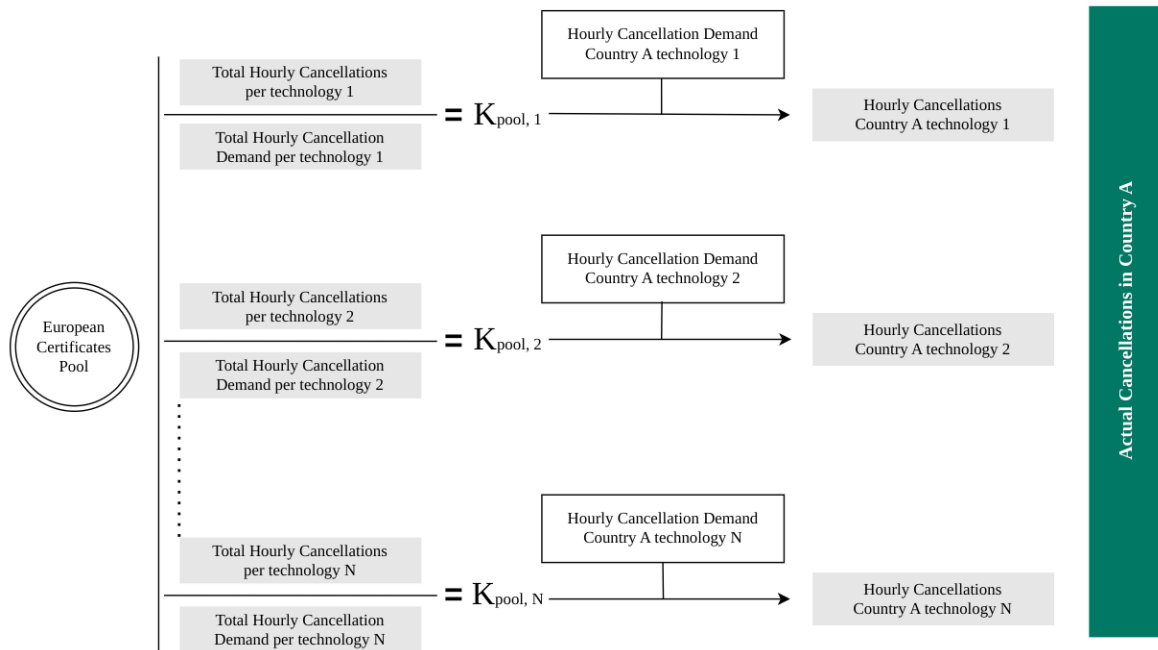 European
Certificates
Pool
Total Hourly Cancellations
per technology 1
Total Hourly Cancellation
Demand per technology 1
= Kpool, 1
Hourly Cancellation Demand
Country A technology 1
Hourly Cancellations
Country A technology 1
Total Hourly Cancellations
per technology 2
Total Hourly Cancellation
Demand per technology 2
= Kpool, 2
Hourly Cancellation Demand
Country A technology 2
Hourly Cancellations
Country A technology 2
Total Hourly Cancellations
per technology N
Total Hourly Cancellation
Demand per technology N
= Kpool, N
Hourly Cancellation Demand
Country A technology N
Hourly Cancellations
Country A technology N
Actual Cancellations in Country A